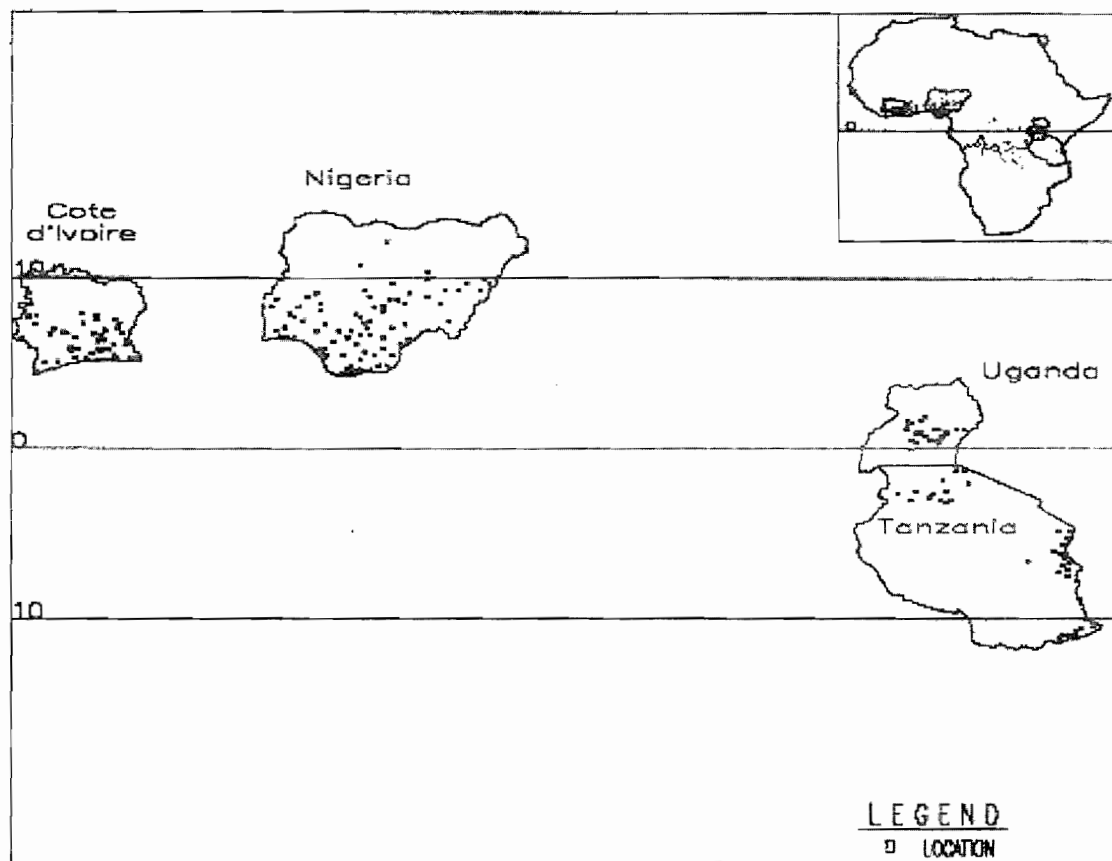 Nigeria
Cote
d'Ivoire
10
Uganda
0
Tanzania
10
LEGEND
LOCATION